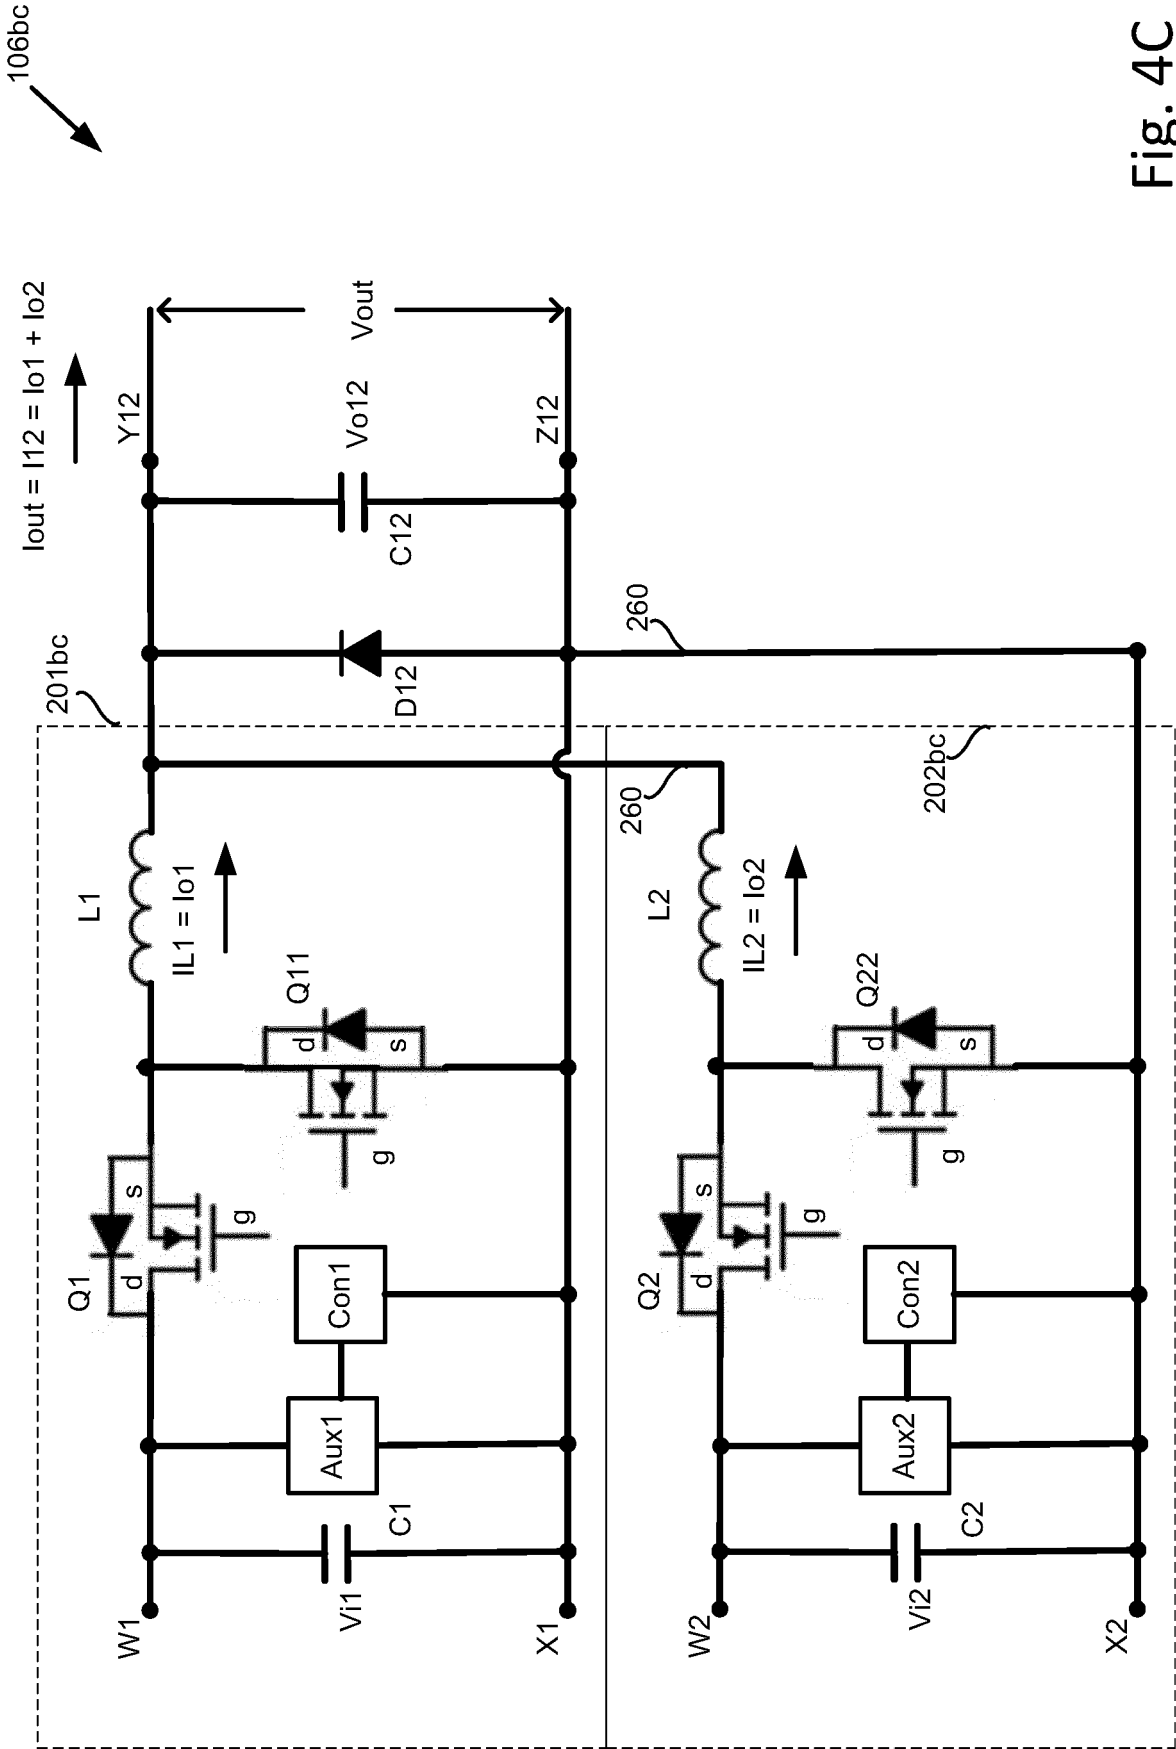 106bc
Iout = I12 = Io1 + Io2
201bc
Y12
Vout
Vo12
C12
D12
Z12
L1
IL1 = Io1
Q11
d
s
g
Q1
d
s
g
Con1
Aux1
C1
Vi1
W1
X1
260
260
202bc
L2
IL2 = Io2
Q22
d
s
g
Q2
d
s
g
Con2
Aux2
C2
Vi2
W2
X2
Fig. 4C